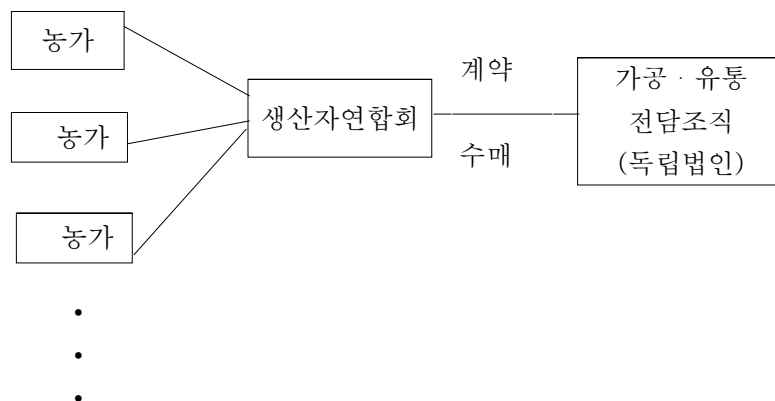 농가
농가
농가
생산자연합회
계약
수매
가공 · 유통
전담조직
(독립법인)